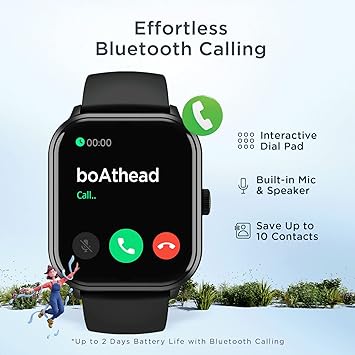 Effortless
Bluetooth Calling
00:00
boAthead
Call..
Interactive
Dial Pad
Built-in Mic
& Speaker
Save Up to
10 Contacts
*Up to 2 Days Battery Life with Bluetooth Calling